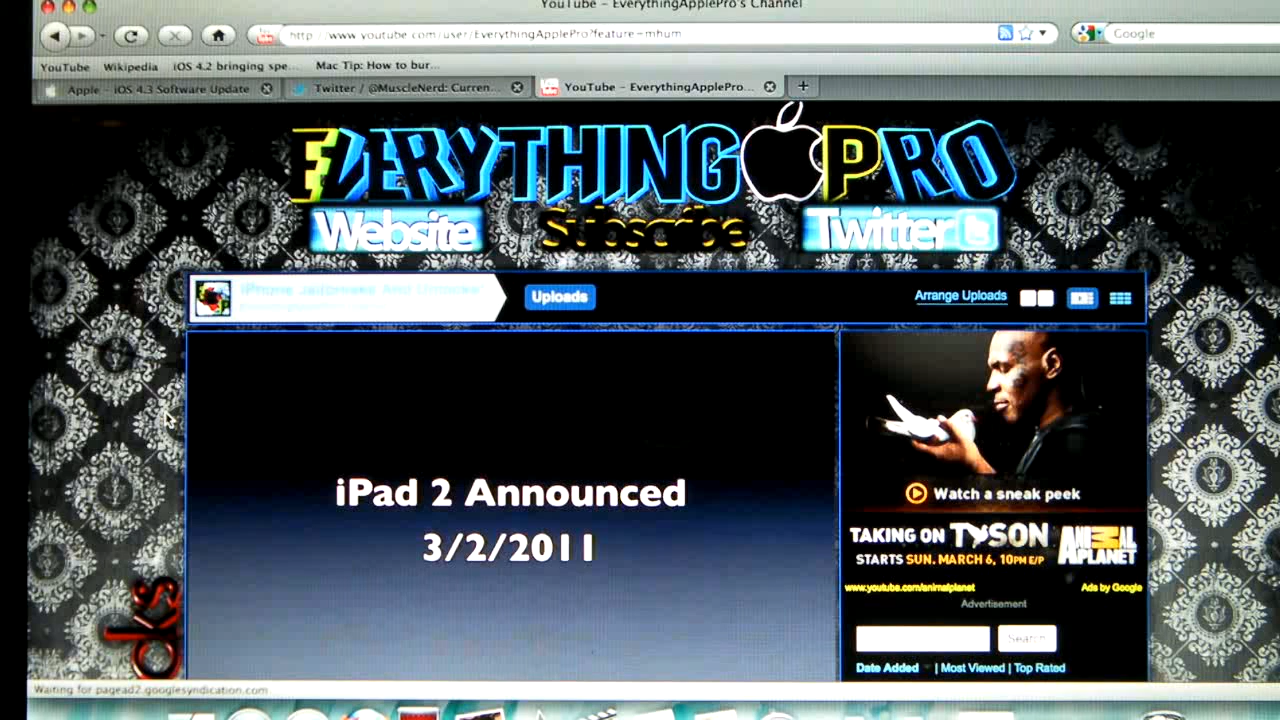 YouTube - EverythingApplePro's Channel
http://www.youtube.com/user/EverythingApplePro?feature=mhum
Google
YouTube Wikipedia iOS 4.2 bringing spe... Mac Tip: How to bur...
Apple - iOS 4.3 Software Update
Twitter / @MuscleNerd: Curren...
YouTube - EverythingApplePro...
EVERYTHING PRO
Website Subscribe Twitter
iPhone Jailbreaks And Unlocks
Uploads
Arrange Uploads
iPad 2 Announced
3/2/2011
Watch a sneak peek
TAKING ON TYSON
STARTS SUN. MARCH 6, 10PM E/P
ANIMAL PLANET
www.youtube.com/animalplanet Ads by Google
Advertisement
Search
Date Added | Most Viewed | Top Rated
Waiting for pagead2.googlesyndication.com